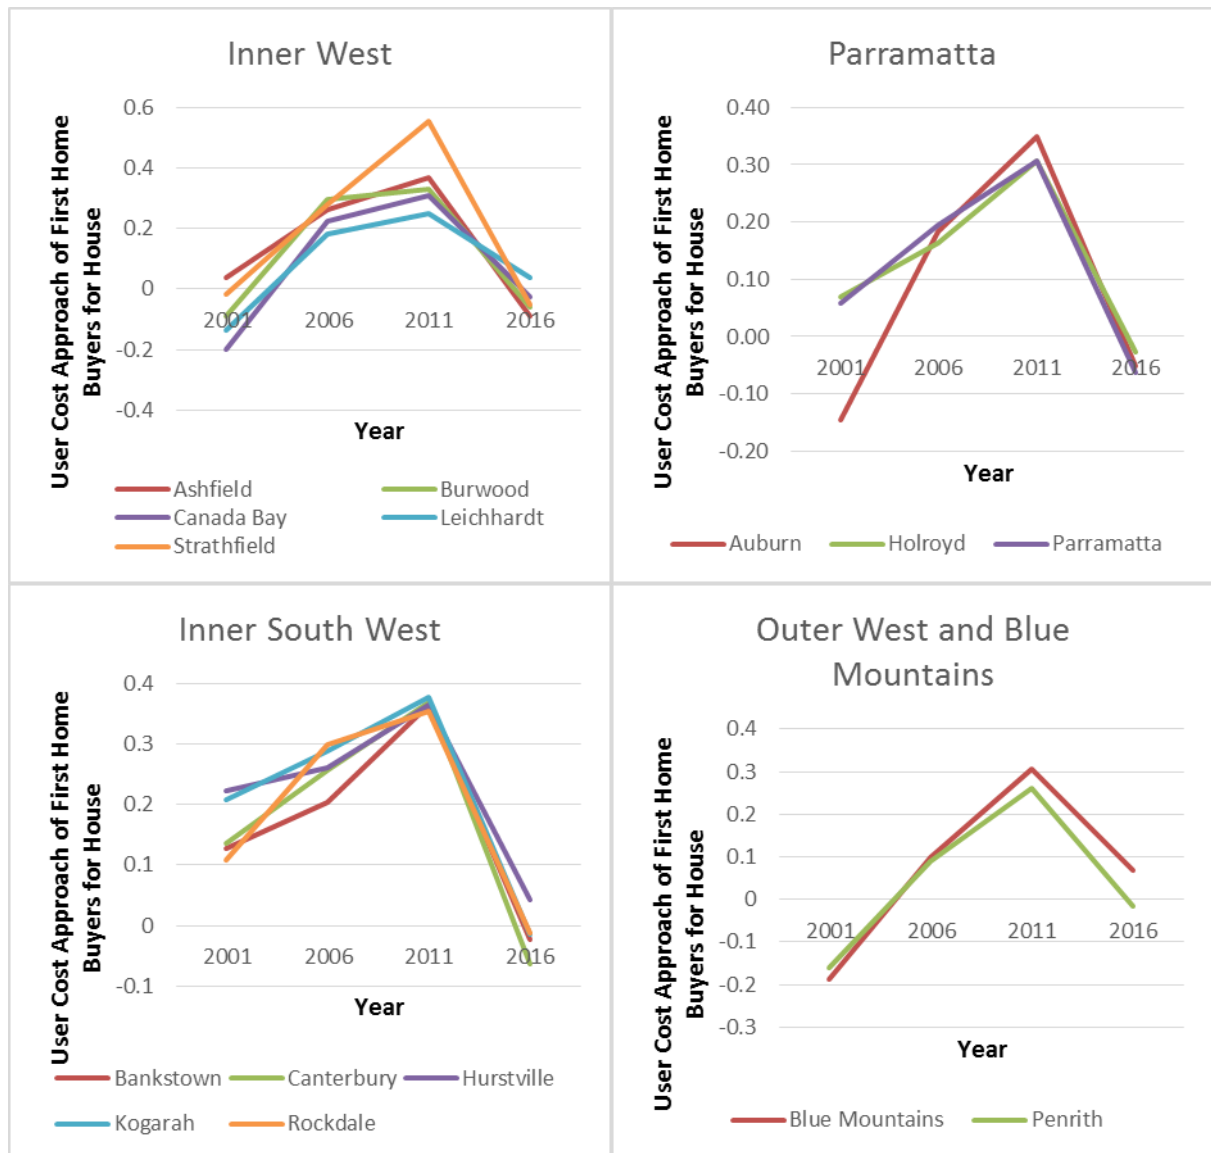 Inner West
User Cost Approach of First Home
Buyers for House
0.6
0.4
0.2
0
-0.2
-0.4
2001 2006 2011 2016
Year
Ashfield Burwood
Canada Bay Leichhardt
Strathfield
Parramatta
User Cost Approach of First Home
Buyers for House
0.40
0.30
0.20
0.10
0.00
-0.10
-0.20
2001 2006 2011 2016
Year
Auburn Holroyd Parramatta
Inner South West
User Cost Approach of First Home
Buyers for House
0.4
0.3
0.2
0.1
0
-0.1
2001 2006 2011 2016
Year
Bankstown Canterbury Hurstville
Kogarah Rockdale
Outer West and Blue
Mountains
User Cost Approach of First Home
Buyers for House
0.4
0.3
0.2
0.1
0
-0.1
-0.2
-0.3
2001 2006 2011 2016
Year
Blue Mountains Penrith